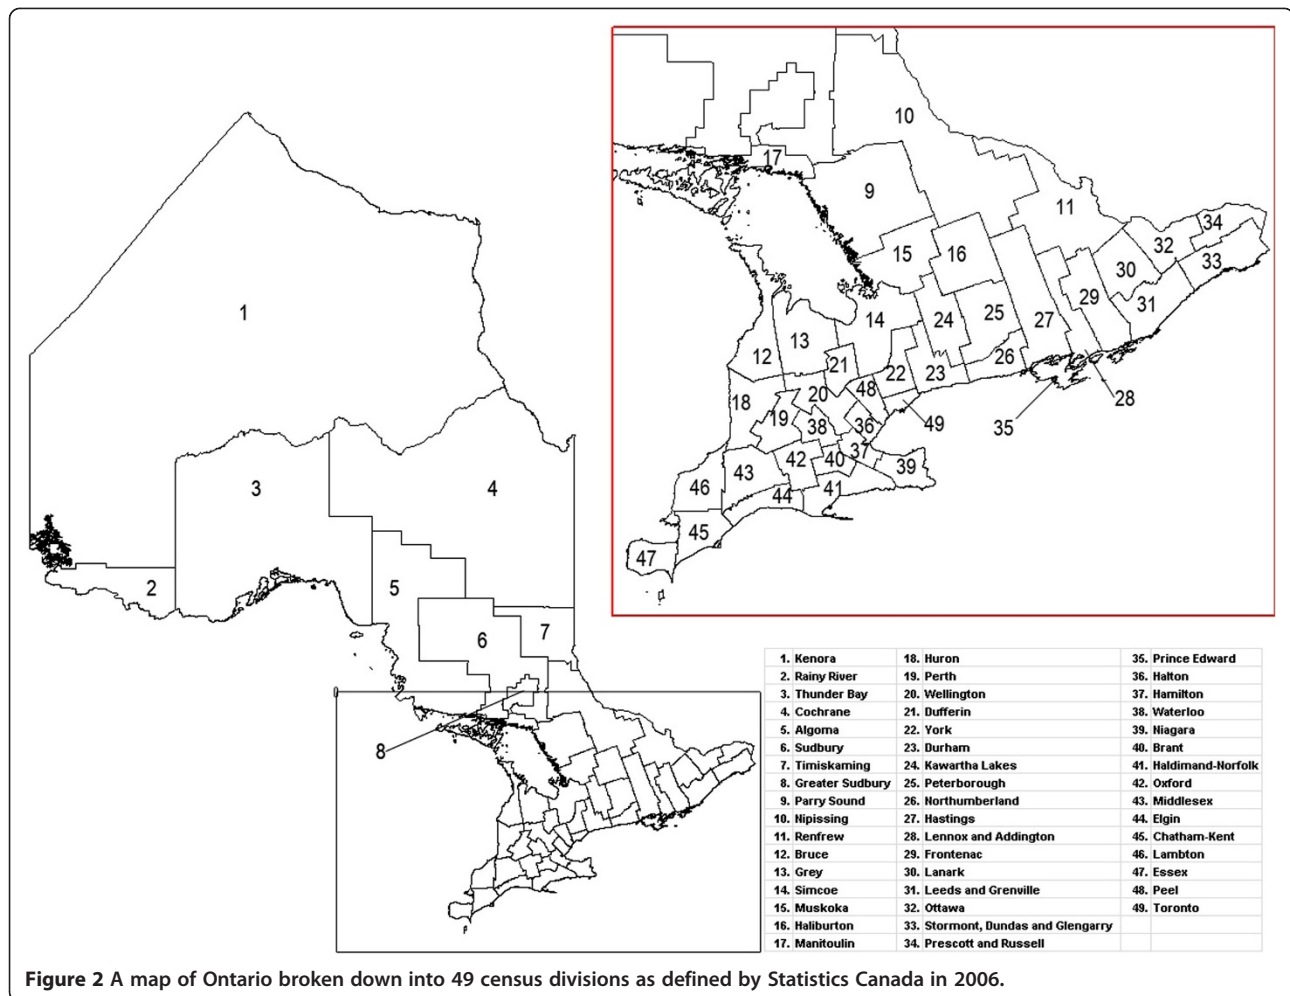 1
3
4
2
5
6
7
8
10
17
9
11
34
32
33
15
16
30
29
31
14
24
25
27
13
12
21
26
22
23
28
18
20
48
19
38
36
49
35
37
42
40
39
43
46
44
41
45
47
1. Kenora 18. Huron 35. Prince Edward
2. Rainy River 19. Perth 36. Halton
3. Thunder Bay 20. Wellington 37. Hamilton
4. Cochrane 21. Dufferin 38. Waterloo
5. Algoma 22. York 39. Niagara
6. Sudbury 23. Durham 40. Brant
7. Timiskaming 24. Kawartha Lakes 41. Haldimand-Norfolk
8. Greater Sudbury 25. Peterborough 42. Oxford
9. Parry Sound 26. Northumberland 43. Middlesex
10. Nipissing 27. Hastings 44. Elgin
11. Renfrew 28. Lennox and Addington 45. Chatham-Kent
12. Bruce 29. Frontenac 46. Lambton
13. Grey 30. Lanark 47. Essex
14. Simcoe 31. Leeds and Grenville 48. Peel
15. Muskoka 32. Ottawa 49. Toronto
16. Haliburton 33. Stormont, Dundas and Glengarry
17. Manitoulin 34. Prescott and Russell
Figure 2 A map of Ontario broken down into 49 census divisions as defined by Statistics Canada in 2006.